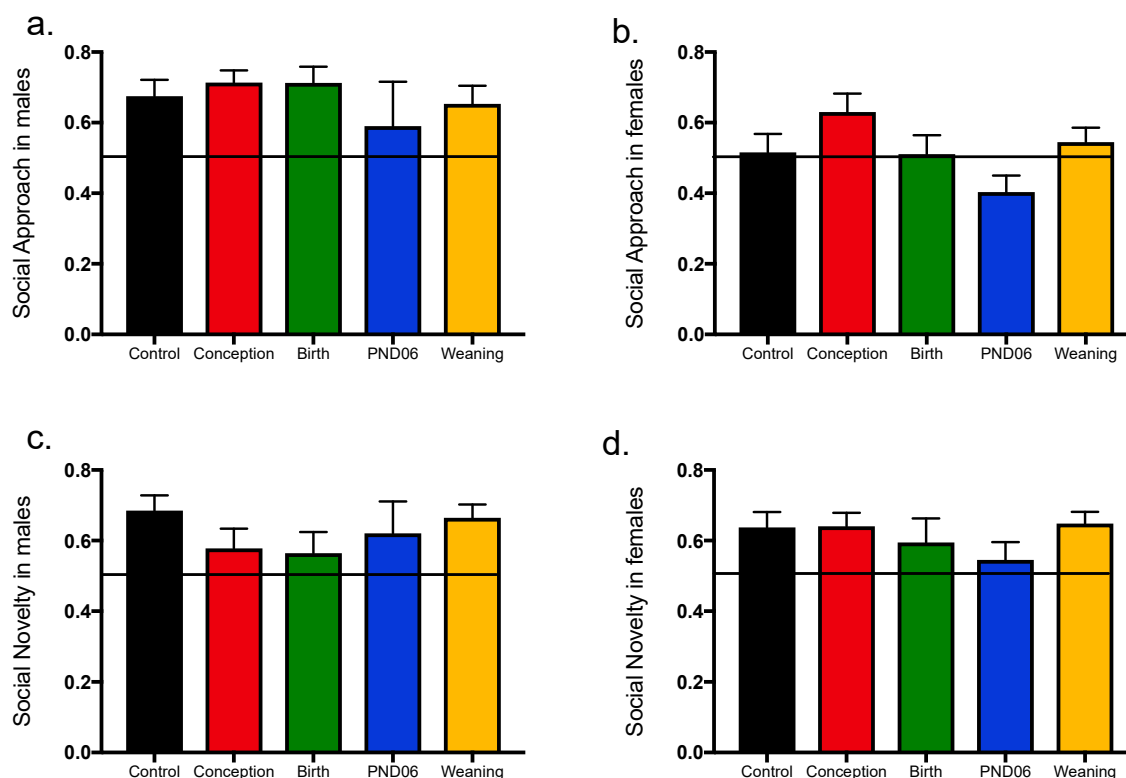 a.
Social Approach in males
0.8
0.6
0.4
0.2
0.0
Control Conception Birth PND06 Weaning
b.
Social Approach in females
0.8
0.6
0.4
0.2
0.0
Control Conception Birth PND06 Weaning
c.
Social Novelty in males
0.8
0.6
0.4
0.2
0.0
Control Conception Birth PND06 Weaning
d.
Social Novelty in females
0.8
0.6
0.4
0.2
0.0
Control Conception Birth PND06 Weaning